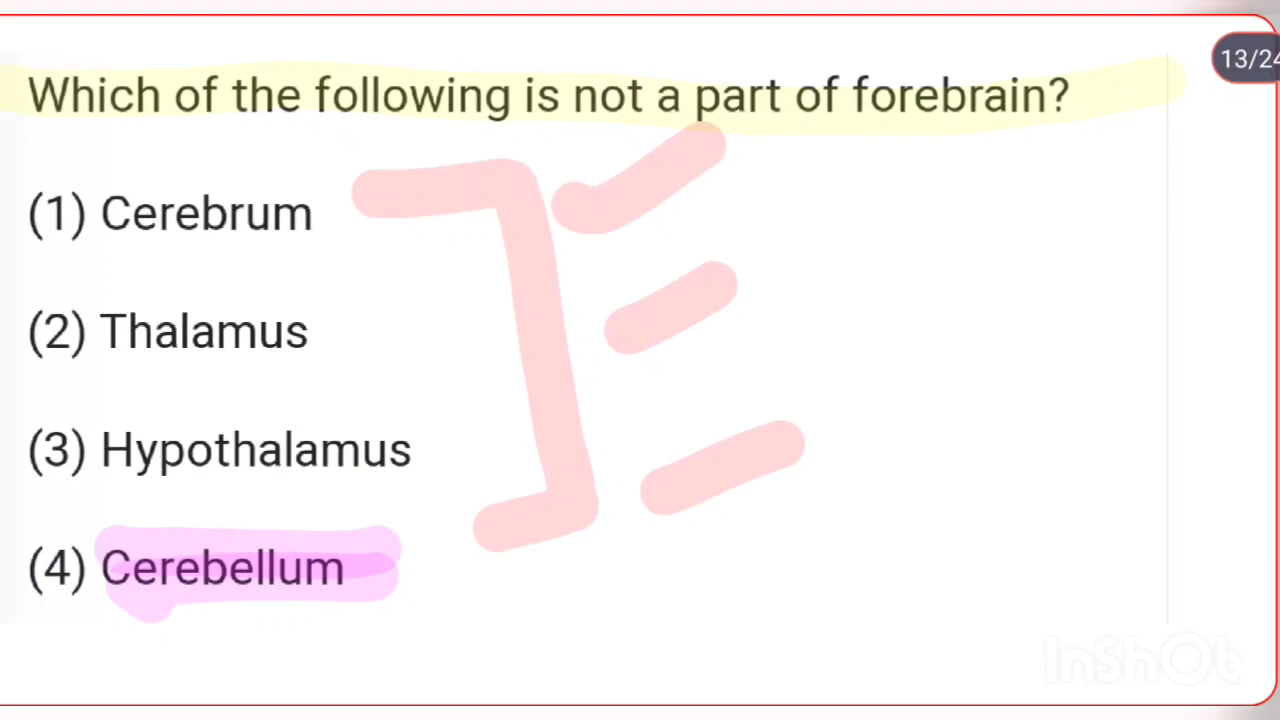 13/24
Which of the following is not a part of forebrain?
(1) Cerebrum
(2) Thalamus
(3) Hypothalamus
(4) Cerebellum
InShOt